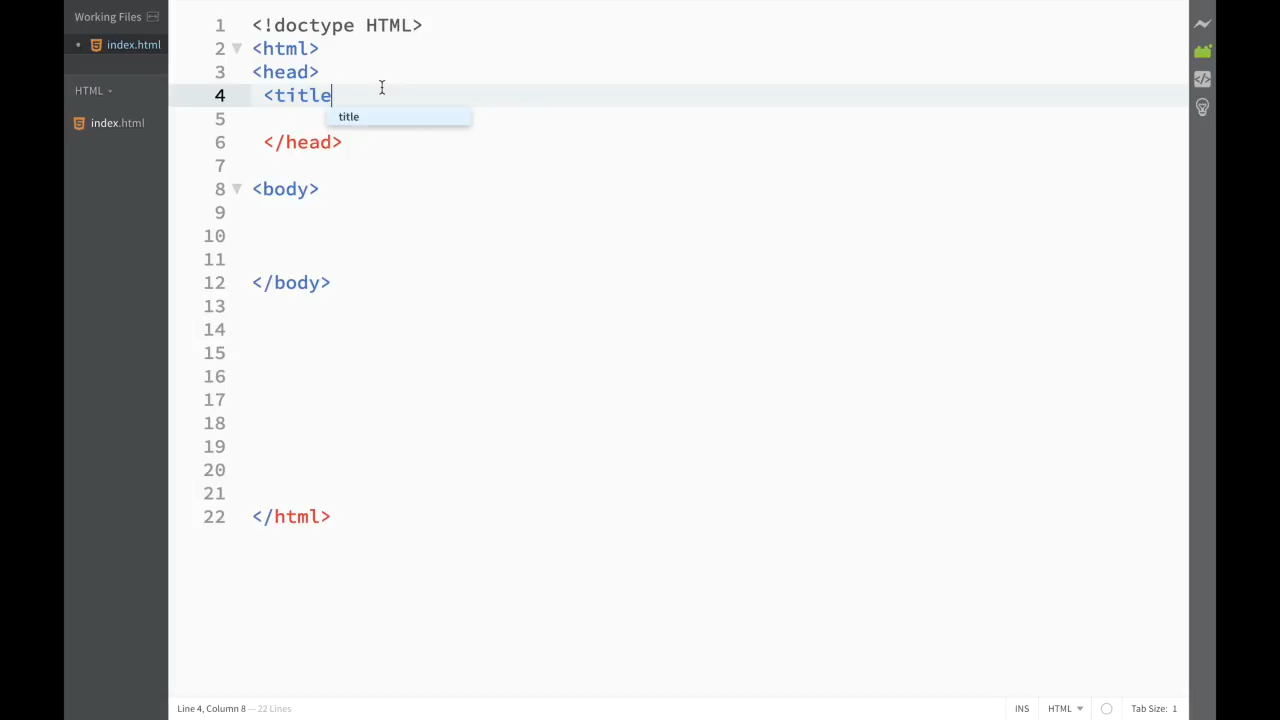 Working Files
index.html
HTML
index.html
1 <!doctype HTML>
2 <html>
3 <head>
4 <title
title
5
6 </head>
7
8 <body>
9
10
11
12 </body>
13
14
15
16
17
18
19
20
21
22 </html>
Line 4, Column 8 — 22 Lines
INS HTML Tab Size: 1